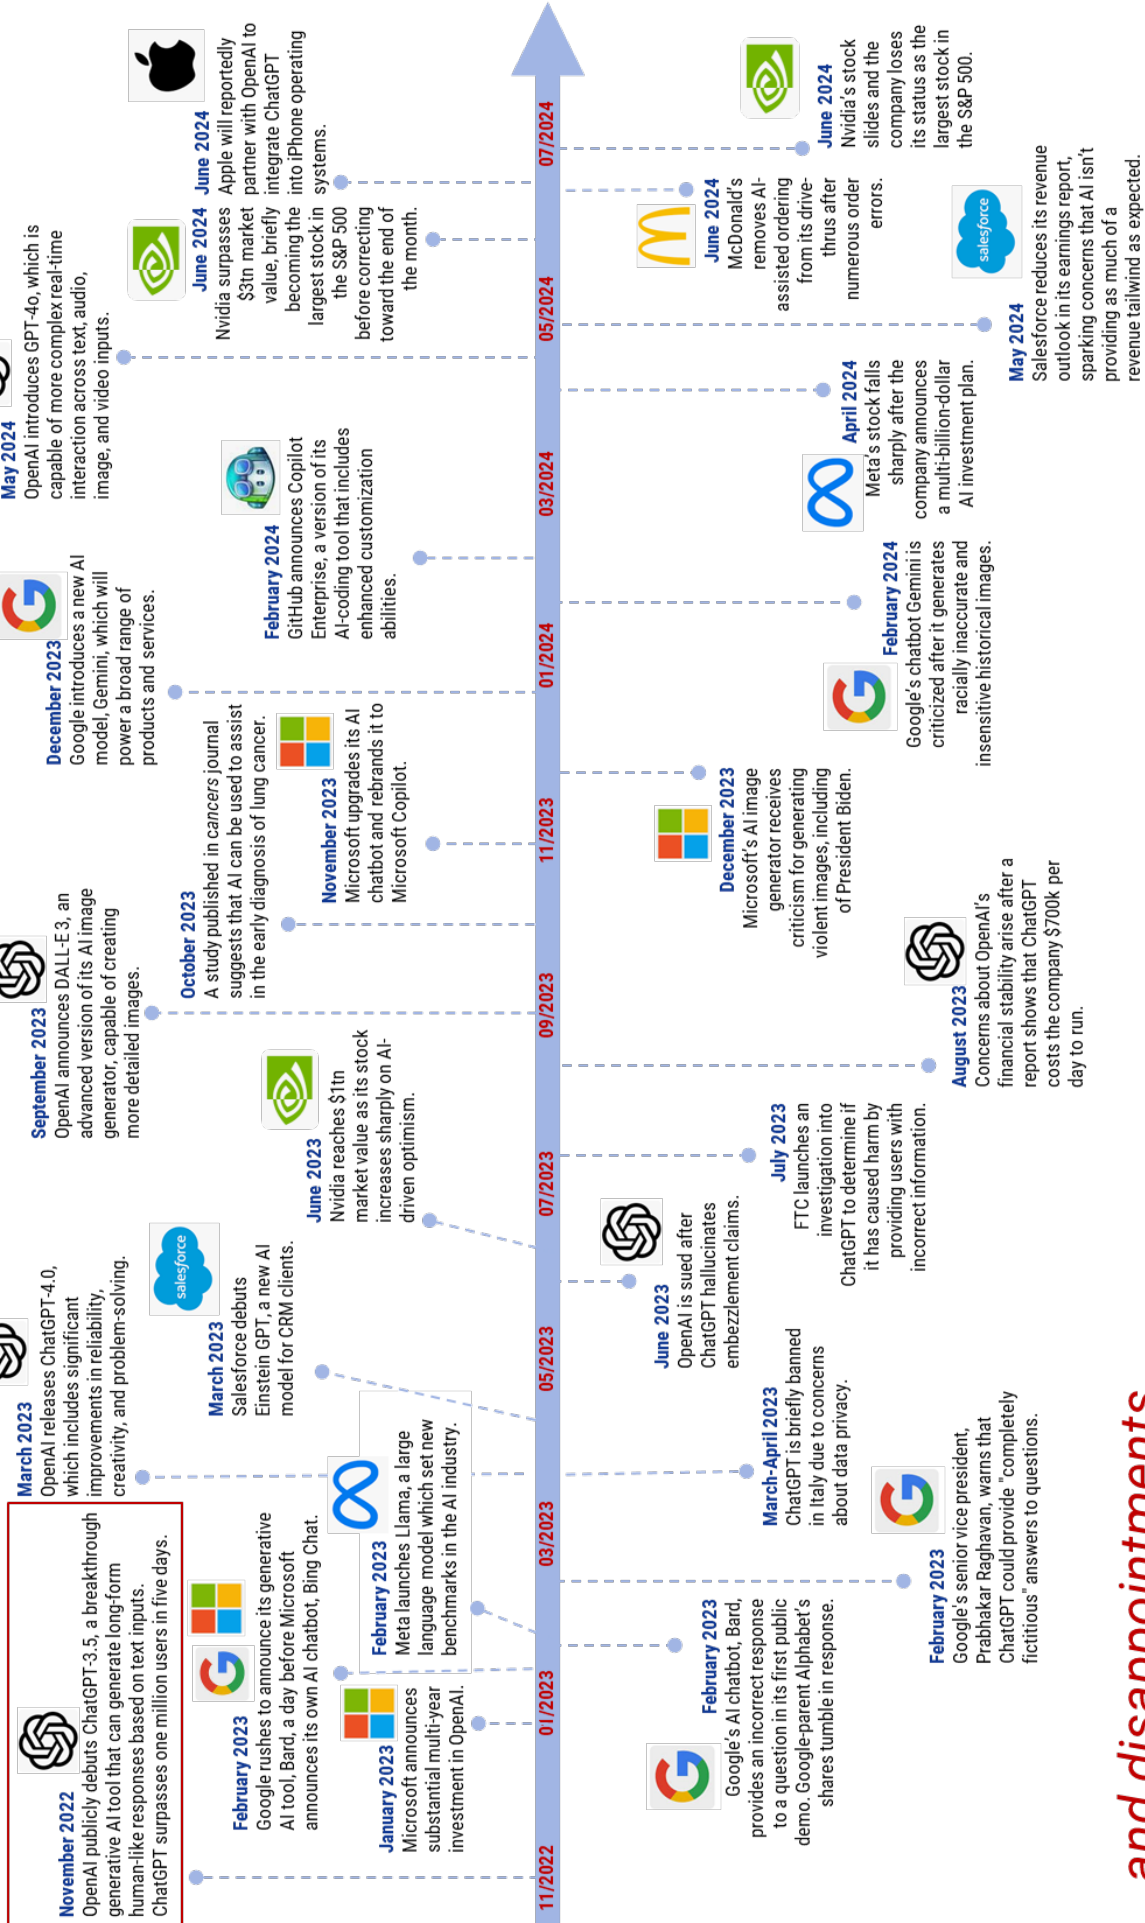 November 2022
OpenAI publicly debuts ChatGPT-3.5, a breakthrough
generative AI tool that can generate long-form
human-like responses based on text inputs.
ChatGPT surpasses one million users in five days.
February 2023
Google rushes to announce its generative
AI tool, Bard, a day before Microsoft
announces its own AI chatbot, Bing Chat.
January 2023
Microsoft announces
substantial multi-year
investment in OpenAI.
February 2023
Meta launches Llama, a large
language model which set new
benchmarks in the AI industry.
March 2023
OpenAI releases ChatGPT-4.0,
which includes significant
improvements in reliability,
creativity, and problem-solving.
salesforce
March 2023
Salesforce debuts
Einstein GPT, a new AI
model for CRM clients.
June 2023
Nvidia reaches $1tn
market value as its stock
increases sharply on AI-
driven optimism.
September 2023
OpenAI announces DALL-E 3, an
advanced version of its AI image
generator, capable of creating
more detailed images.
October 2023
A study published in cancers journal
suggests that AI can be used to assist
in the early diagnosis of lung cancer.
November 2023
Microsoft upgrades its AI
chatbot and rebrands it to
Microsoft Copilot.
December 2023
Google introduces a new AI
model, Gemini, which will
power a broad range of
products and services.
February 2024
GitHub announces Copilot
Enterprise, a version of its
AI-coding tool that includes
enhanced customization
abilities.
May 2024
OpenAI introduces GPT-4o, which is
capable of more complex real-time
interaction across text, audio,
image, and video inputs.
June 2024
Nvidia surpasses
$3tn market
value, briefly
becoming the
largest stock in
the S&P 500
before correcting
toward the end of
the month.
June 2024
Apple will reportedly
partner with OpenAI to
integrate ChatGPT
into iPhone operating
systems.
11/2022
01/2023
03/2023
05/2023
07/2023
09/2023
11/2023
01/2024
03/2024
05/2024
07/2024
February 2023
Google's AI chatbot, Bard,
provides an incorrect response
to a question in its first public
demo. Google-parent Alphabet's
shares tumble in response.
February 2023
Google's senior vice president,
Prabhakar Raghavan, warns that
ChatGPT could provide "completely
fictitious" answers to questions.
March-April 2023
ChatGPT is briefly banned
in Italy due to concerns
about data privacy.
June 2023
OpenAI is sued after
ChatGPT hallucinates
embezzlement claims.
July 2023
FTC launches an
investigation into
ChatGPT to determine if
it has caused harm by
providing users with
incorrect information.
August 2023
Concerns about OpenAI's
financial stability arise after a
report shows that ChatGPT
costs the company $700k per
day to run.
December 2023
Microsoft's AI image
generator receives
criticism for generating
violent images, including
of President Biden.
February 2024
Google's chatbot Gemini is
criticized after it generates
racially inaccurate and
insensitive historical images.
April 2024
Meta's stock falls
sharply after the
company announces
a multi-billion-dollar
AI investment plan.
salesforce
May 2024
Salesforce reduces its revenue
outlook in its earnings report,
sparking concerns that AI isn't
providing as much of a
revenue tailwind as expected.
June 2024
McDonald's
removes AI-
assisted ordering
from its drive-
thrus after
numerous order
errors.
June 2024
Nvidia's stock
slides and the
company loses
its status as the
largest stock in
the S&P 500.
and disappointments